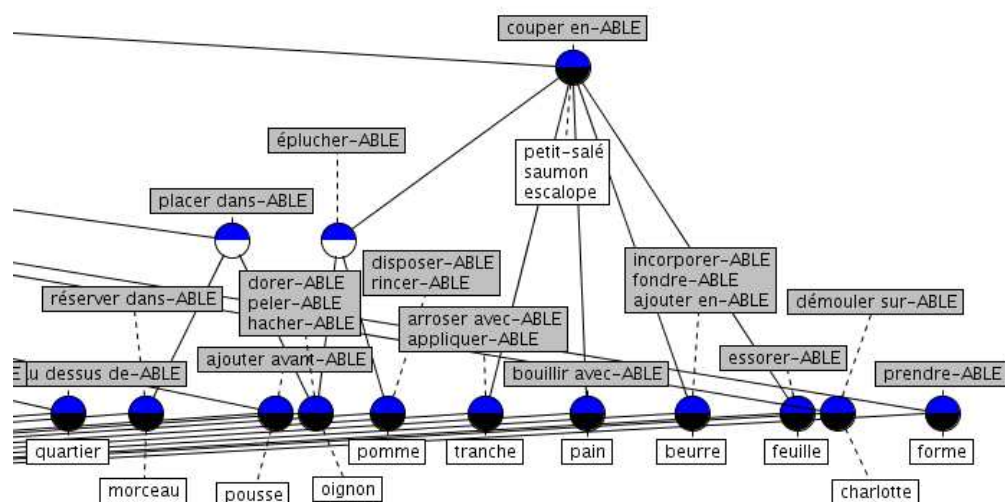 couper en-ABLE
éplucher-ABLE
petit-salé
saumon
escalope
placer dans-ABLE
disposer-ABLE
rincer-ABLE
incorporer-ABLE
fondre-ABLE
ajouter en-ABLE
dorer-ABLE
peler-ABLE
hacher-ABLE
réserver dans-ABLE
démouler sur-ABLE
arroser avec-ABLE
appliquer-ABLE
E
u dessus de-ABLE
ajouter avant-ABLE
bouillir avec-ABLE
essorer-ABLE
prendre-ABLE
quartier
pomme
tranche
pain
beurre
feuille
forme
morceau
pousse
oignon
charlotte